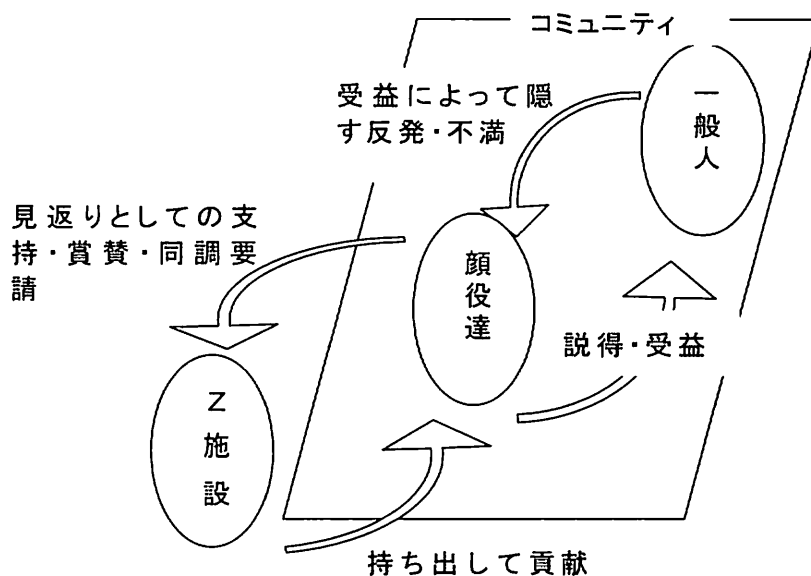 コミュニティ
受益によって隠
す反発・不満
一般人
見返りとしての支
持・賞賛・同調要
請
顔役達
説得・受益
Z施設
持ち出して貢献